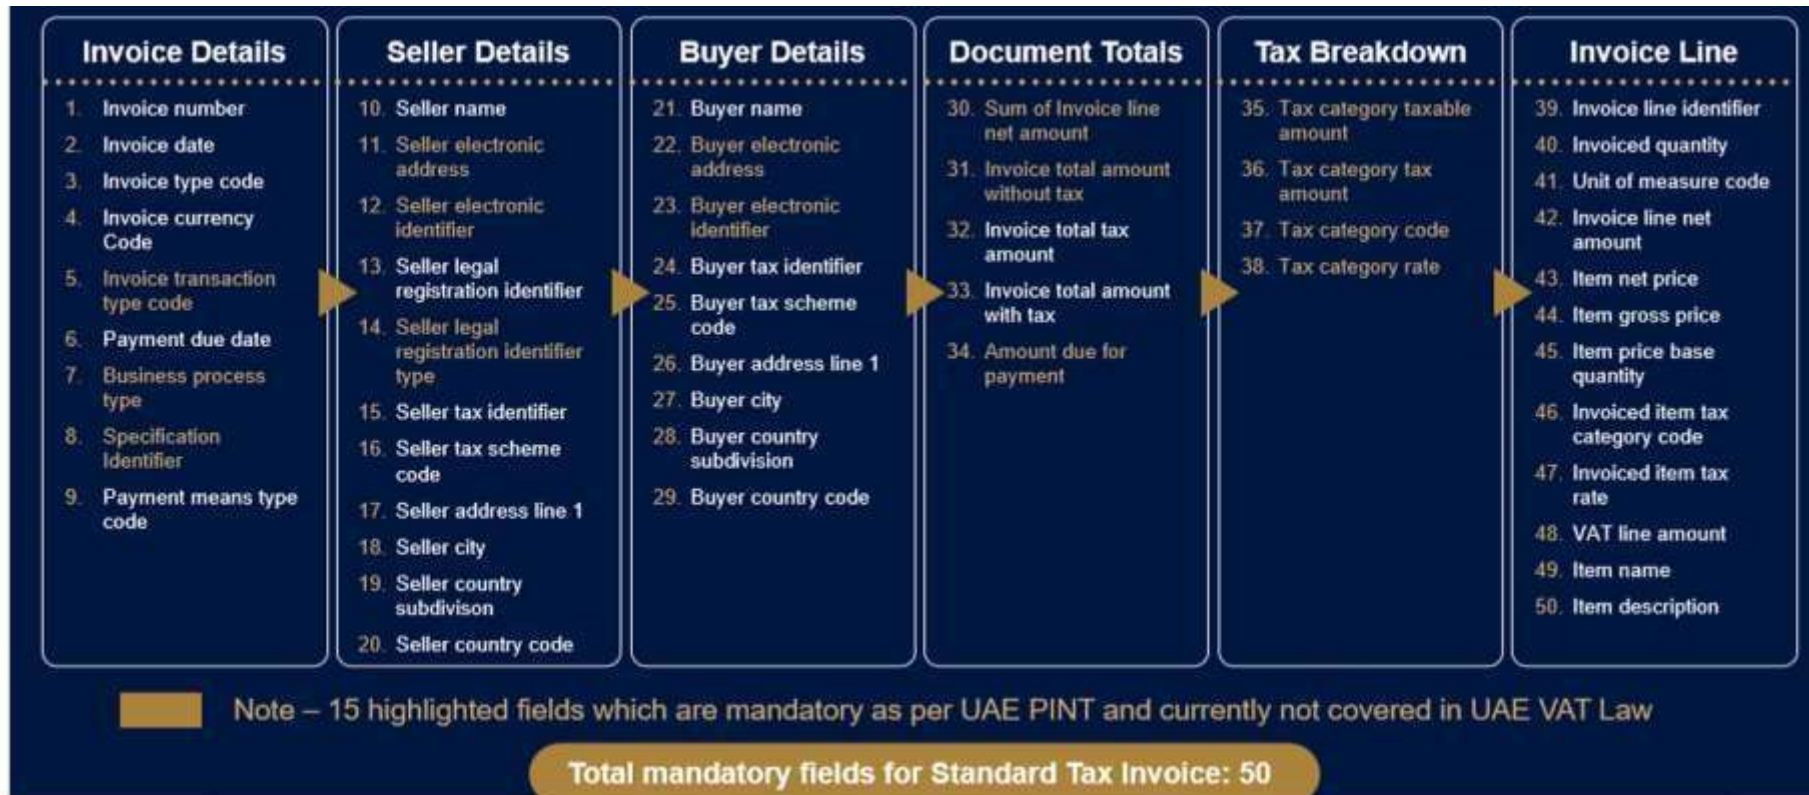 Invoice Details
1. Invoice number
2. Invoice date
3. Invoice type code
4. Invoice currency
Code
5. Invoice transaction
type code
6. Payment due date
7. Business process
type
8. Specification
Identifier
9. Payment means type
code
Seller Details
10. Seller name
11. Seller electronic
address
12. Seller electronic
identifier
13. Seller legal
registration identifier
14. Seller legal
registration identifier
type
15. Seller tax identifier
16. Seller tax scheme
code
17. Seller address line 1
18. Seller city
19. Seller country
subdivison
20. Seller country code
Buyer Details
21. Buyer name
22. Buyer electronic
address
23. Buyer electronic
identifier
24. Buyer tax identifier
25. Buyer tax scheme
code
26. Buyer address line 1
27. Buyer city
28. Buyer country
subdivision
29. Buyer country code
Document Totals
30. Sum of Invoice line
net amount
31. Invoice total amount
without tax
32. Invoice total tax
amount
33. Invoice total amount
with tax
34. Amount due for
payment
Tax Breakdown
35. Tax category taxable
amount
36. Tax category tax
amount
37. Tax category code
38. Tax category rate
Invoice Line
39. Invoice line identifier
40. Invoiced quantity
41. Unit of measure code
42. Invoice line net
amount
43. Item net price
44. Item gross price
45. Item price base
quantity
46. Invoiced item tax
category code
47. Invoiced item tax
rate
48. VAT line amount
49. Item name
50. Item description
Note – 15 highlighted fields which are mandatory as per UAE PINT and currently not covered in UAE VAT Law
Total mandatory fields for Standard Tax Invoice: 50